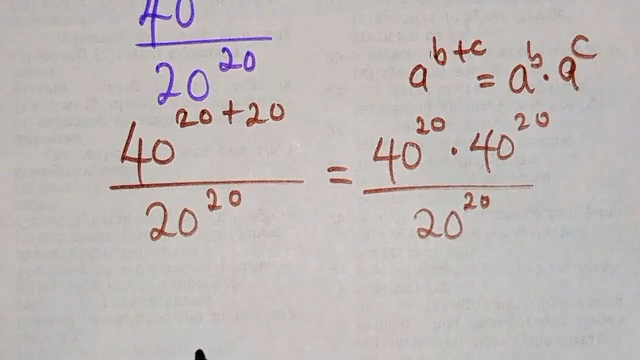 40
20^20
a^{b+c} = a^b · a^c
40^{20+20} / 20^20 = 40^20 · 40^20 / 20^20